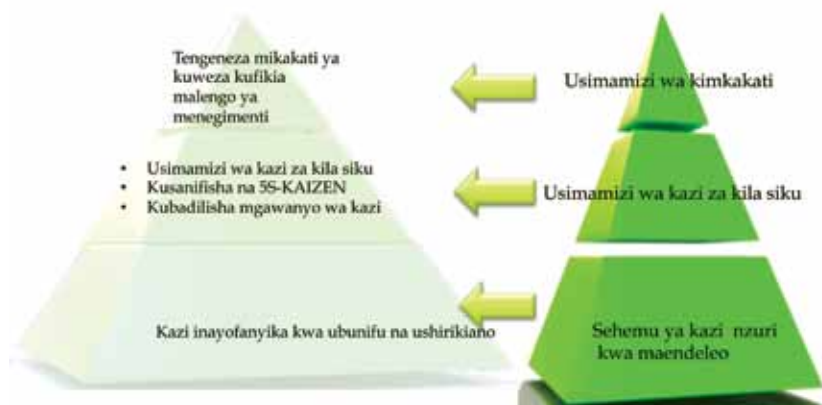 Tengeneza mikakati ya
kuweza kufikia
malengo ya
menegimenti
Usimamizi wa kimkakati
• Usimamizi wa kazi za kila siku
• Kusanifisha na 5S-KAIZEN
• Kubadilisha mgawanyo wa kazi
Usimamizi wa kazi za kila siku
Kazi inayofanyika kwa ubunifu na ushirikiano
Sehemu ya kazi nzuri
kwa maendeleo